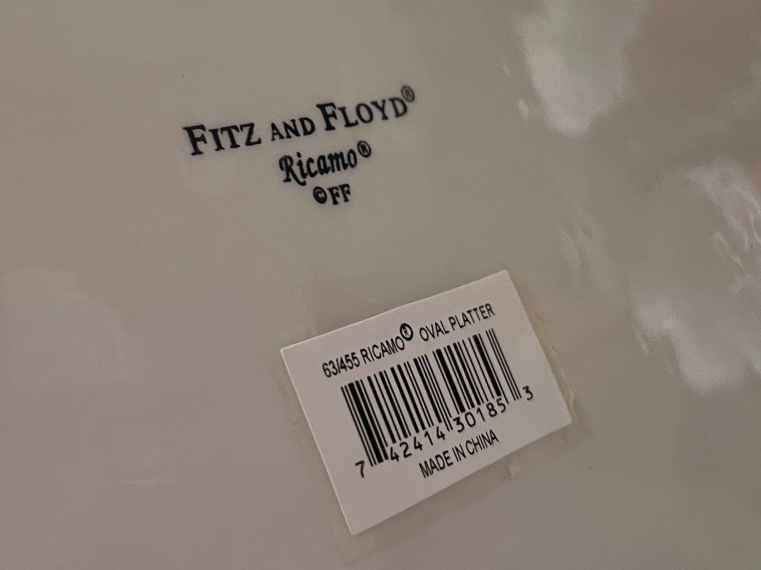 FITZ AND FLOYD®
Ricamo®
©FF
63/455 RICAMO® OVAL PLATTER
7 42414 30185 3
MADE IN CHINA